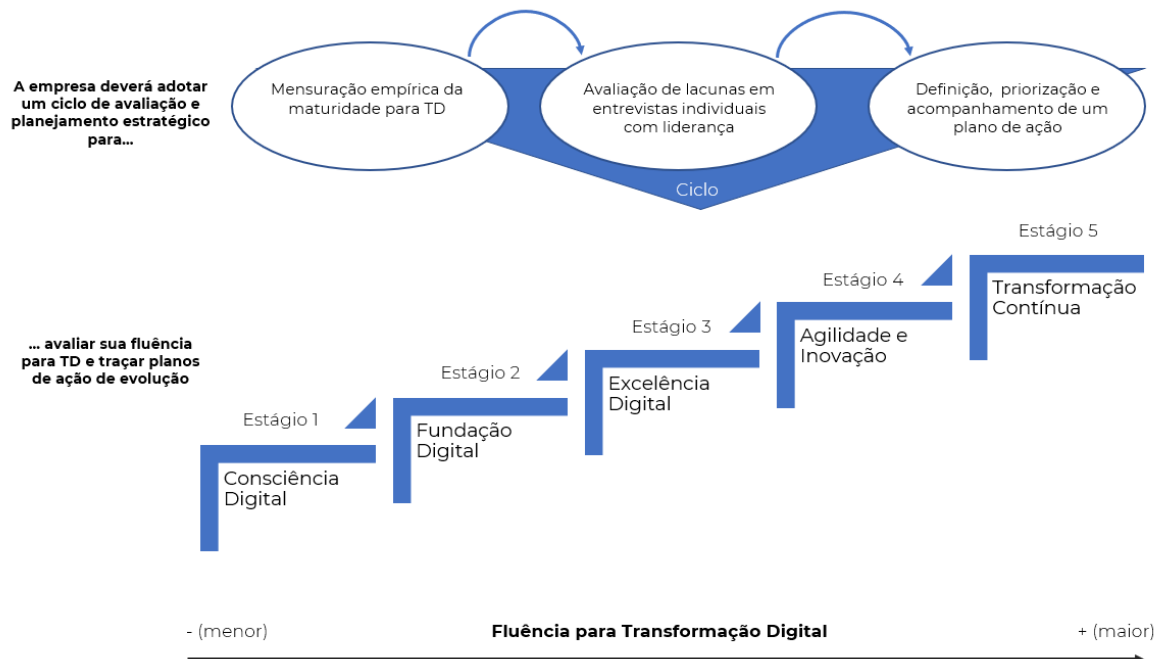 A empresa deverá adotar
um ciclo de avaliação e
planejamento estratégico
para...
Mensuração empírica da
maturidade para TD
Avaliação de lacunas em
entrevistas individuais
com liderança
Definição, priorização e
acompanhamento de um
plano de ação
Ciclo
... avaliar sua fluência
para TD e traçar planos
de ação de evolução
Estágio 1
Consciência
Digital
Estágio 2
Fundação
Digital
Estágio 3
Excelência
Digital
Estágio 4
Agilidade e
Inovação
Estágio 5
Transformação
Contínua
- (menor)
Fluência para Transformação Digital
+ (maior)